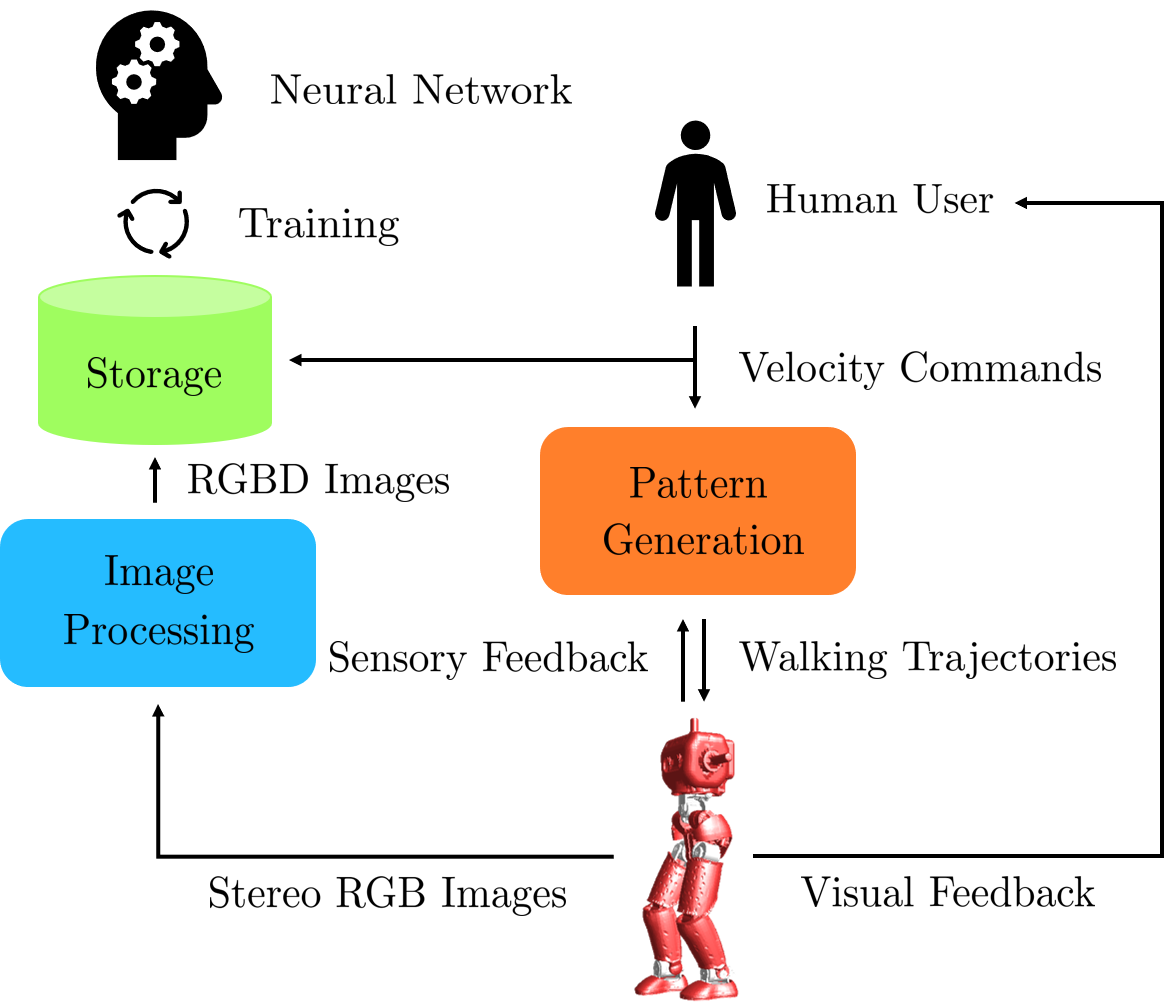 Neural Network
Human User
Training
Storage
Velocity Commands
RGBD Images
Pattern
Generation
Image
Processing
Sensory Feedback
Walking Trajectories
Stereo RGB Images
Visual Feedback